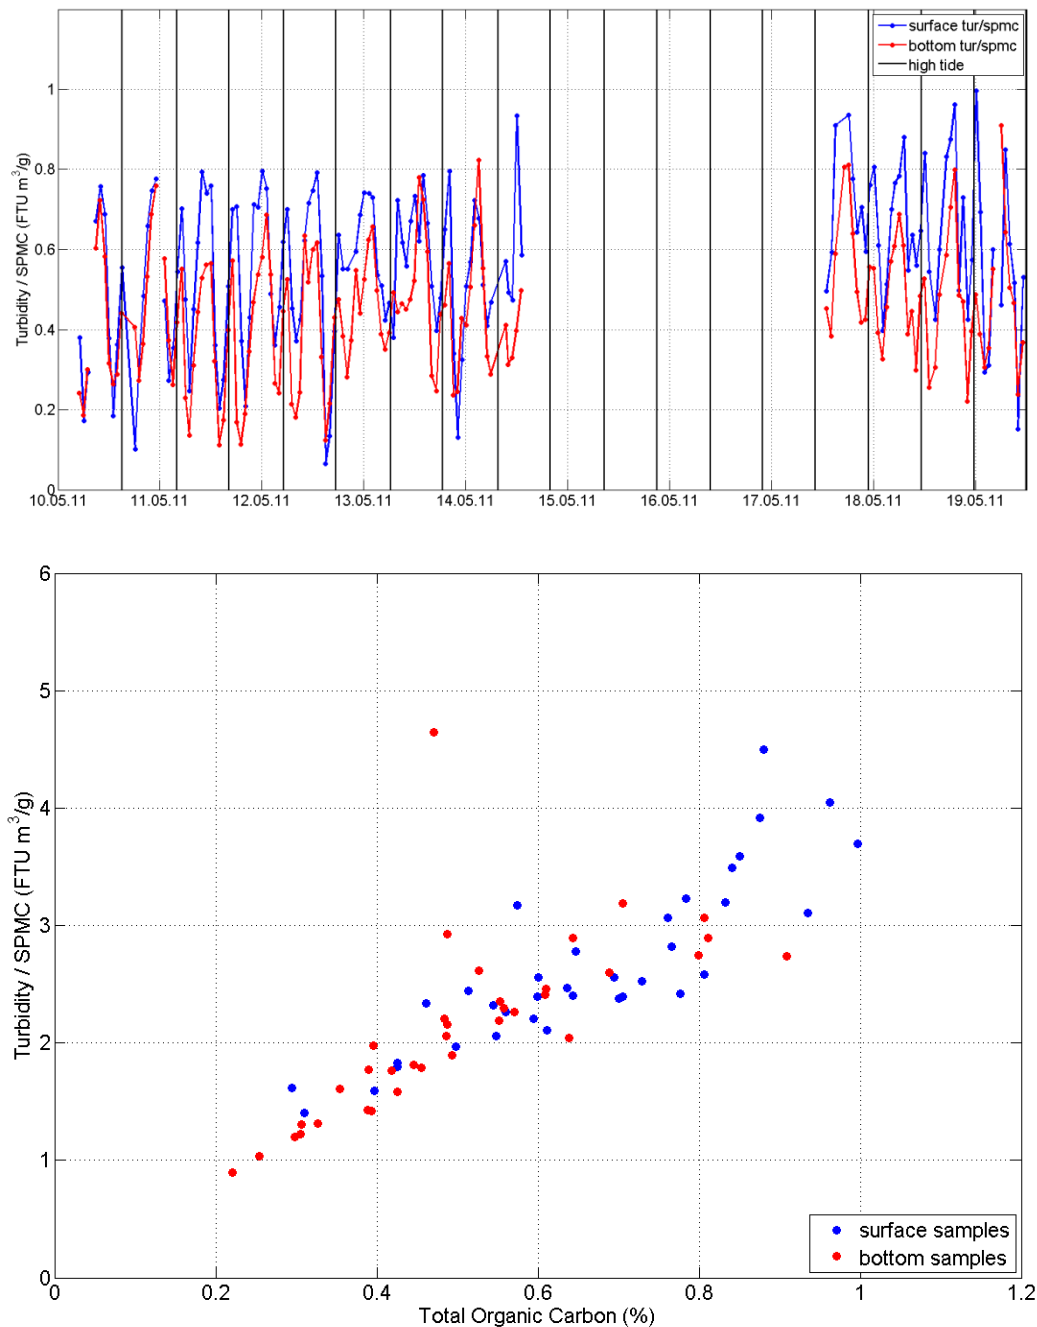 surface tur/spmc
bottom tur/spmc
high tide
Turbidity / SPMC (FTU m³/g)
1
0.8
0.6
0.4
0.2
0
10.05.11 11.05.11 12.05.11 13.05.11 14.05.11 15.05.11 16.05.11 17.05.11 18.05.11 19.05.11
Turbidity / SPMC (FTU m³/g)
6
5
4
3
2
1
0
surface samples
bottom samples
0 0.2 0.4 0.6 0.8 1 1.2
Total Organic Carbon (%)